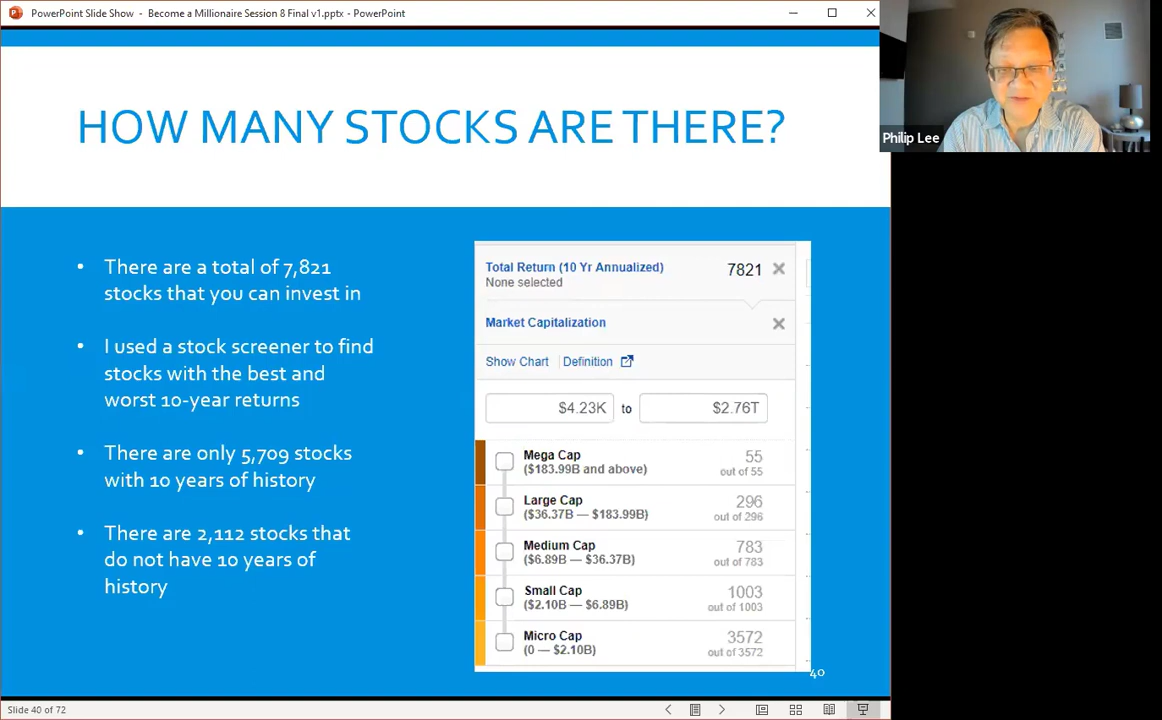 PowerPoint Slide Show - Become a Millionaire Session 8 Final v1.pptx - PowerPoint
Philip Lee
HOW MANY STOCKS ARE THERE?
• There are a total of 7,821
stocks that you can invest in
• I used a stock screener to find
stocks with the best and
worst 10-year returns
• There are only 5,709 stocks
with 10 years of history
• There are 2,112 stocks that
do not have 10 years of
history
Total Return (10 Yr Annualized) 7821
None selected
Market Capitalization
Show Chart Definition
$4.23K to $2.76T
Mega Cap 55
($183.99B and above) out of 55
Large Cap 296
($36.37B — $183.99B) out of 296
Medium Cap 783
($6.89B — $36.37B) out of 783
Small Cap 1003
($2.10B — $6.89B) out of 1003
Micro Cap 3572
(0 — $2.10B) out of 3572
40
Slide 40 of 72